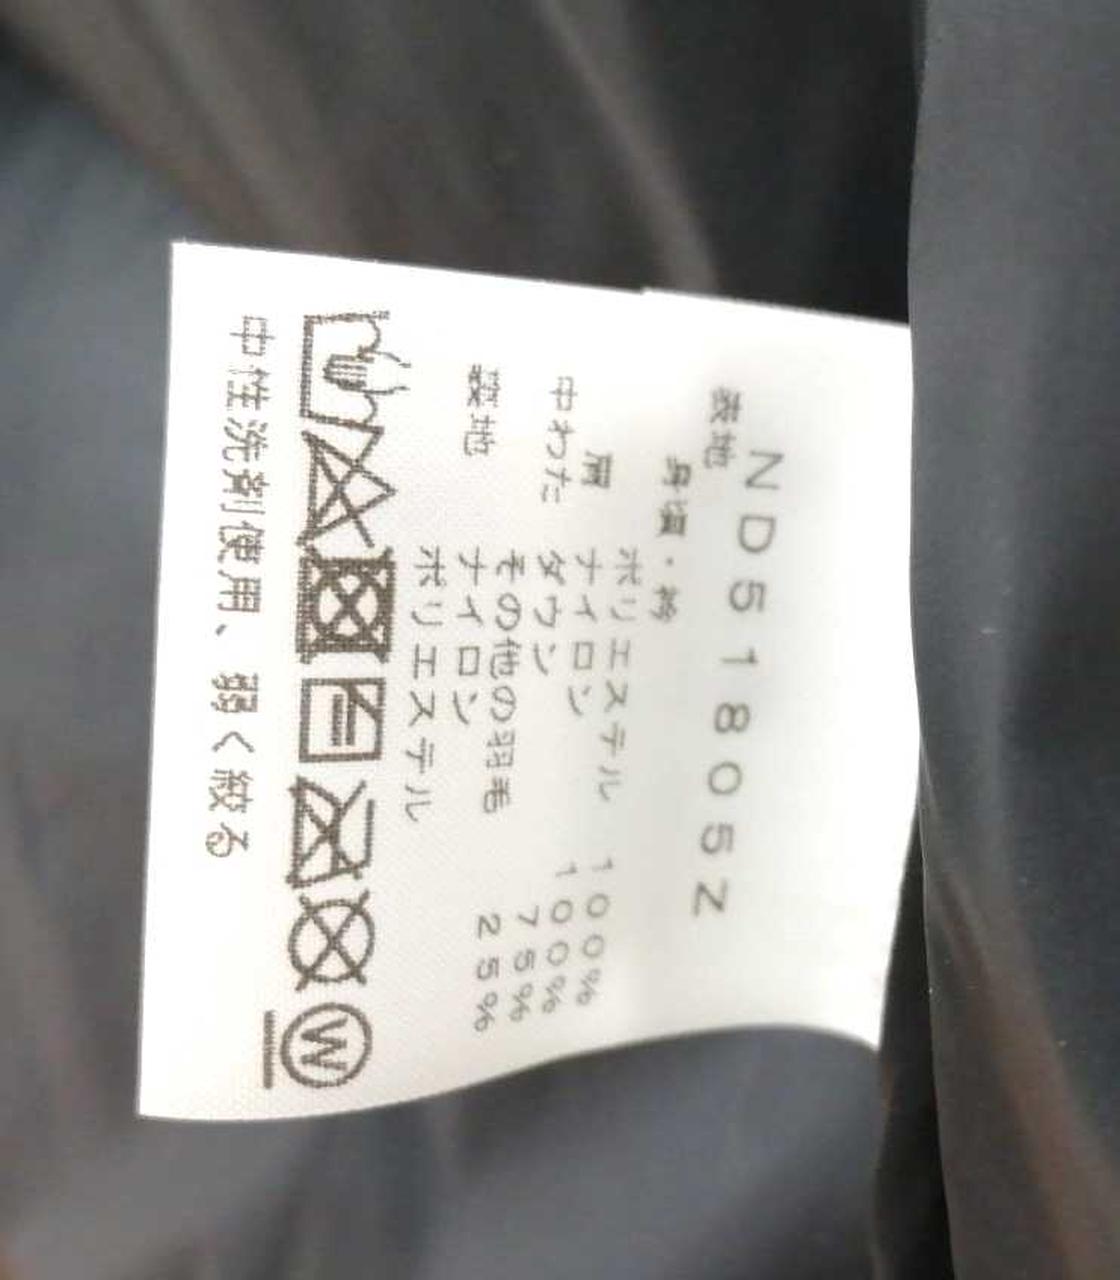 ND51805Z
表地
身頃・衿
ポリエステル 100%
肩
ナイロン 100%
中わた
ダウン 75%
その他の羽毛 25%
裏地
ナイロン
ポリエステル
W
中性洗剤使用、弱く絞る